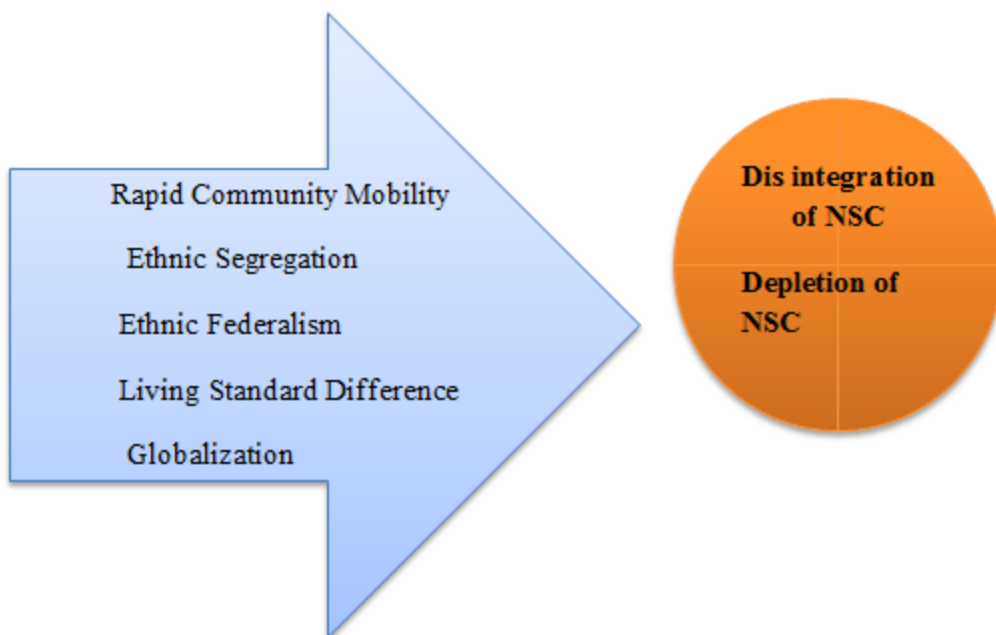 Rapid Community Mobility
Ethnic Segregation
Ethnic Federalism
Living Standard Difference
Globalization
Dis integration
of NSC
Depletion of
NSC